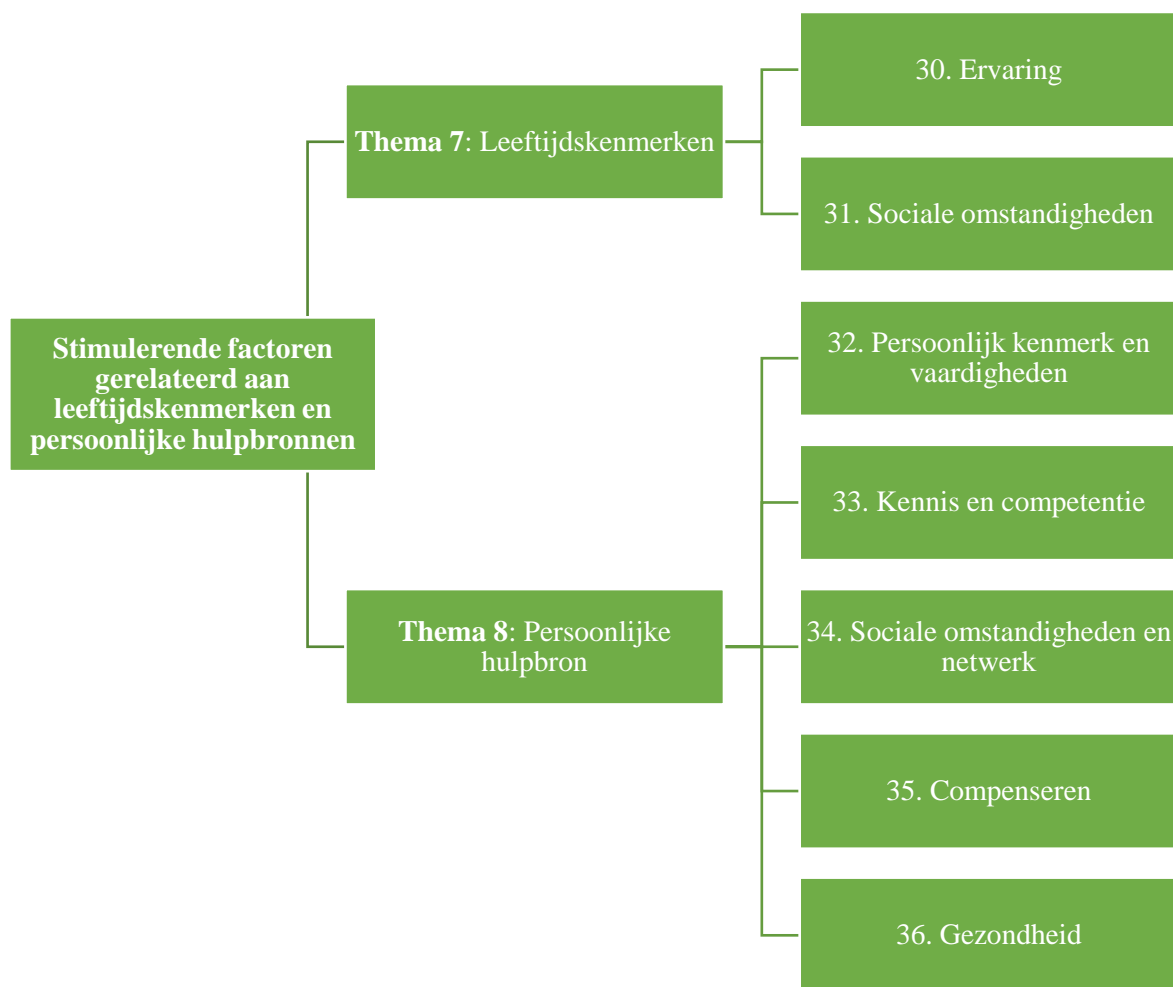 Stimulerende factoren
gerelateerd aan
leeftijdskenmerken en
persoonlijke hulpbronnen
Thema 7: Leeftijdskenmerken
30. Ervaring
31. Sociale omstandigheden
Thema 8: Persoonlijke
hulpbron
32. Persoonlijk kenmerk en
vaardigheden
33. Kennis en competentie
34. Sociale omstandigheden en
netwerk
35. Compenseren
36. Gezondheid